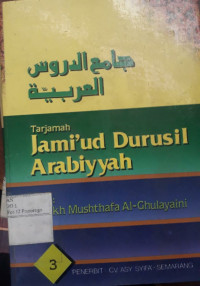 جامع الدروس
العربية
Tarjamah
Jami'ud Durusil
Arabiyyah
kh Mushthafa Al-Ghulayaini
3
PENERBIT CV. ASY SYIFA - SEMARANG